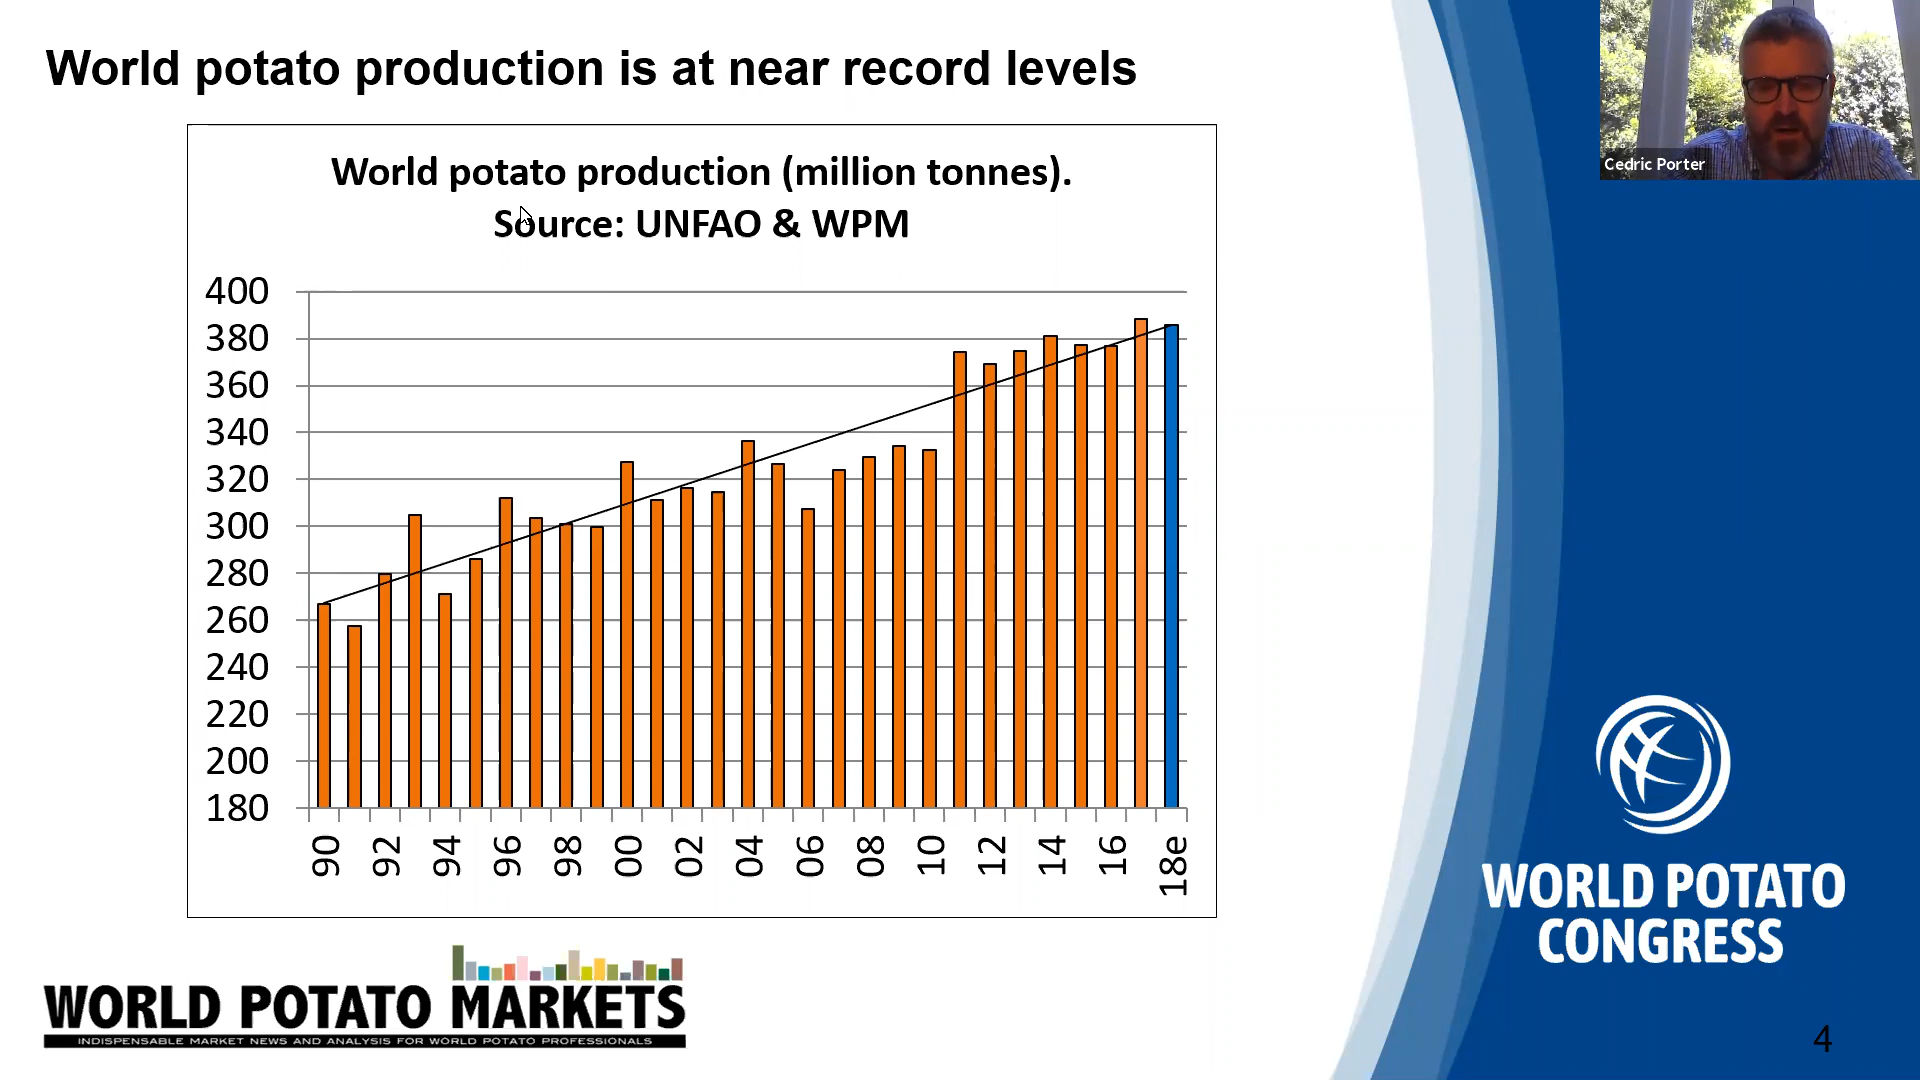 World potato production is at near record levels
Cedric Porter
World potato production (million tonnes).
Source: UNFAO & WPM
400
380
360
340
320
300
280
260
240
220
200
180
90 92 94 96 98 00 02 04 06 08 10 12 14 16 18e
WORLD POTATO
CONGRESS
WORLD POTATO MARKETS
INDISPENSABLE MARKET NEWS AND ANALYSIS FOR WORLD POTATO PROFESSIONALS
4